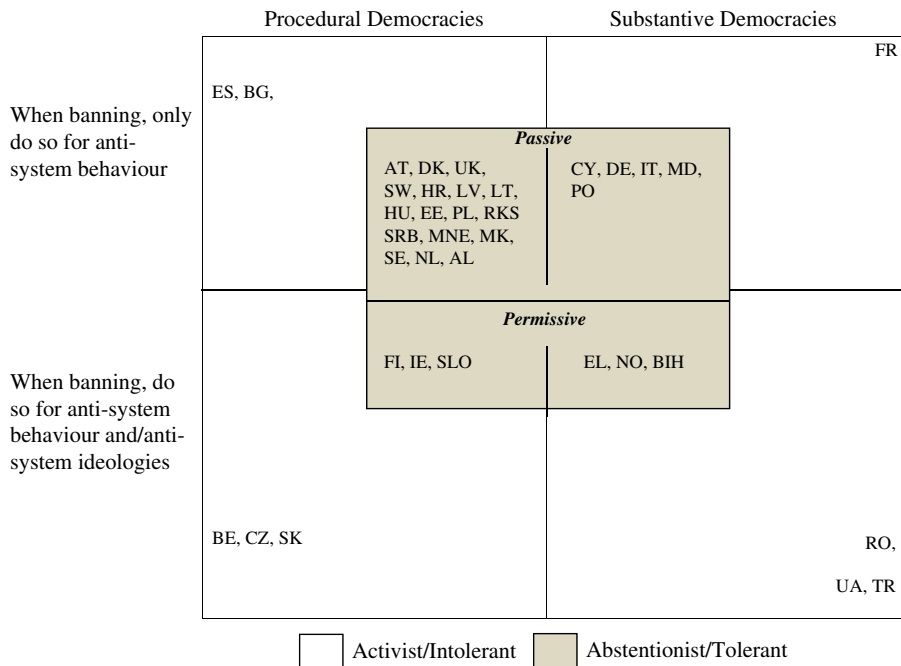 Procedural Democracies
Substantive Democracies
FR
ES, BG,
When banning, only
do so for anti-
system behaviour
Passive
AT, DK, UK,
SW, HR, LV, LT,
HU, EE, PL, RKS
SRB, MNE, MK,
SE, NL, AL
CY, DE, IT, MD,
PO
Permissive
FI, IE, SLO
EL, NO, BIH
When banning, do
so for anti-system
behaviour and/anti-
system ideologies
BE, CZ, SK
RO,
UA, TR
Activist/Intolerant
Abstentionist/Tolerant